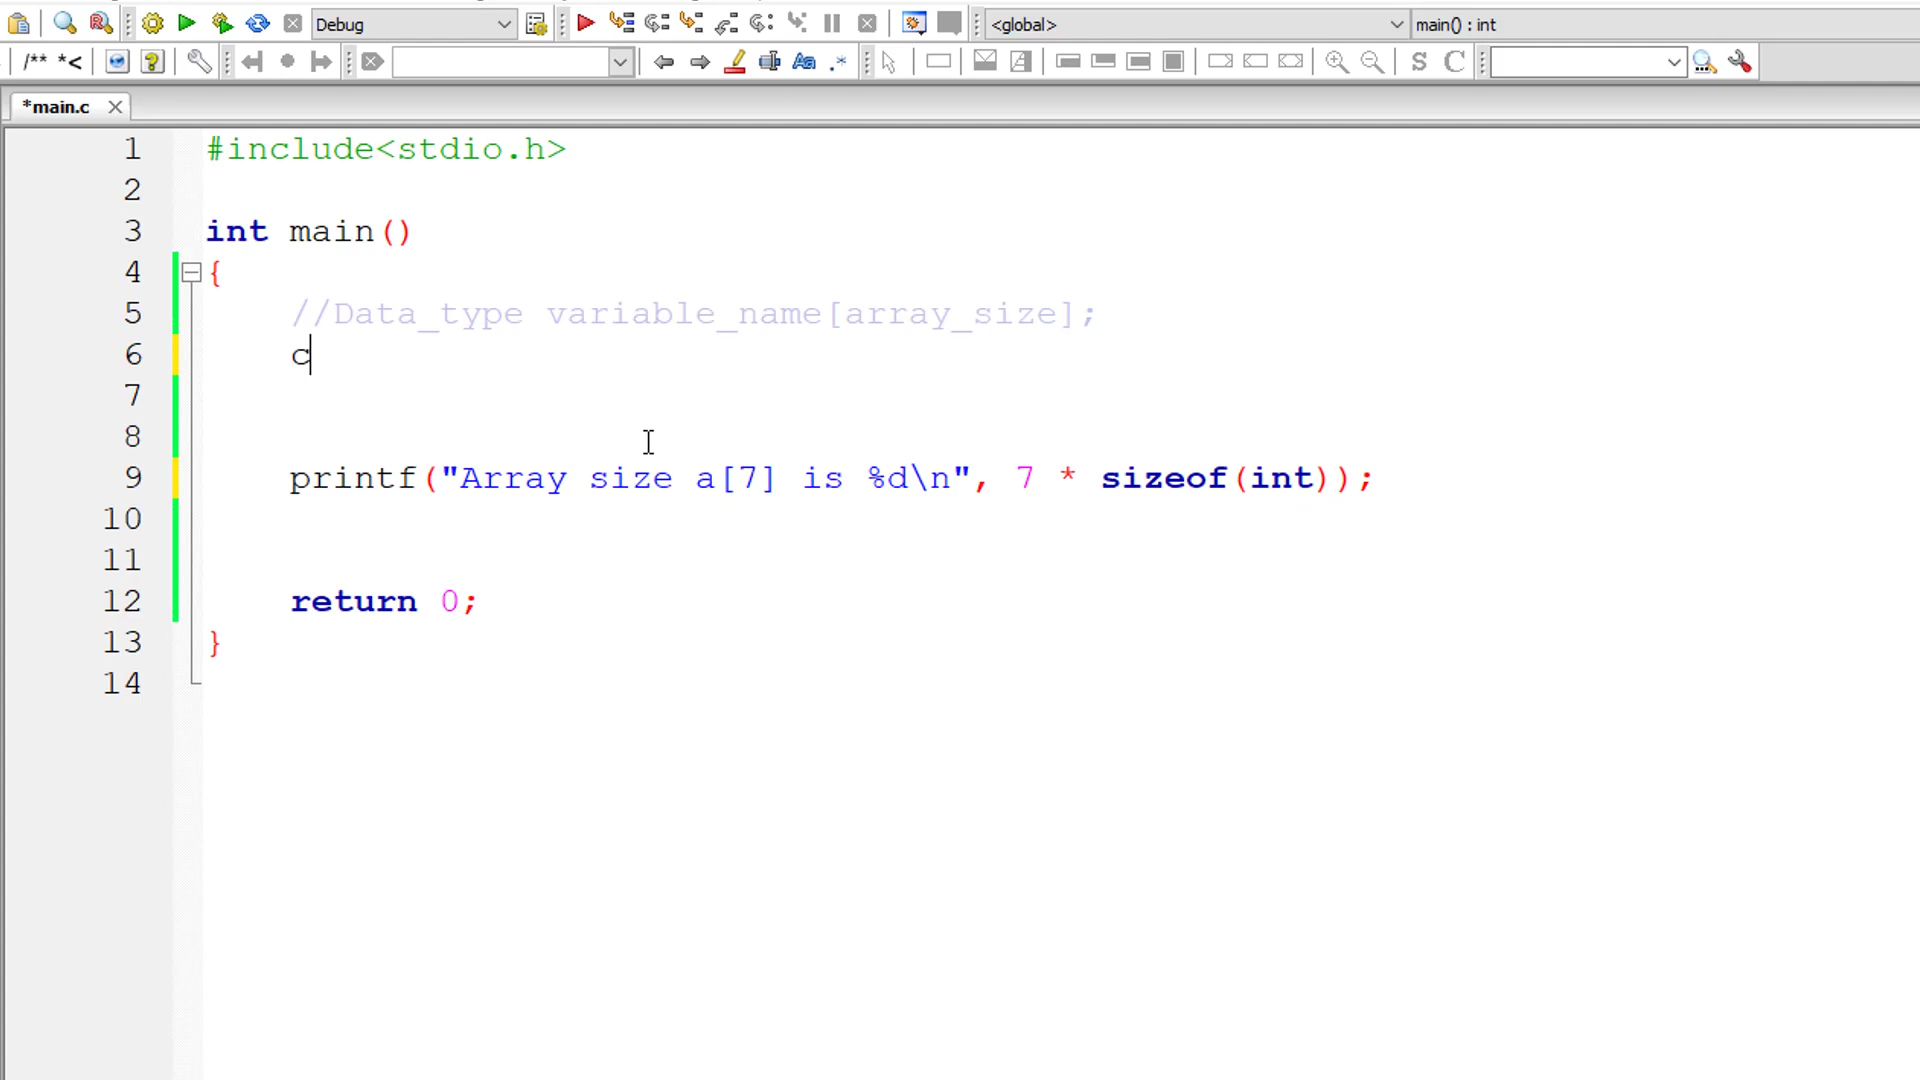 Debug
<global>
main() : int
/** *<
Aa
.*
S
C
*main.c
1 #include<stdio.h>
2
3 int main()
4 {
5 //Data_type variable_name[array_size];
6 c
7
8
9 printf("Array size a[7] is %d\n", 7 * sizeof(int));
10
11
12 return 0;
13 }
14